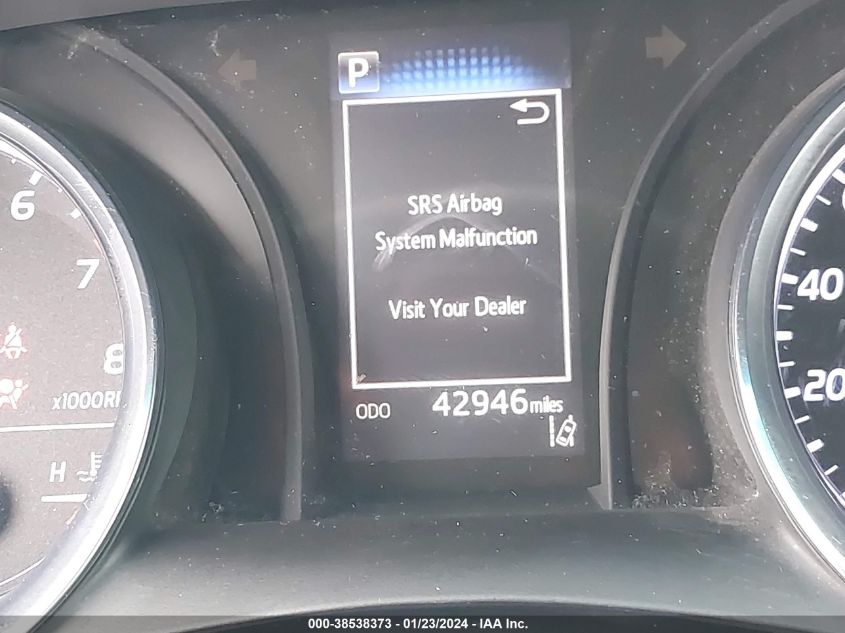 P
SRS Airbag
System Malfunction
Visit Your Dealer
ODO 42946 miles
6
7
8
x1000R
H
40
20
000-38538373 - 01/23/2024 - IAA Inc.